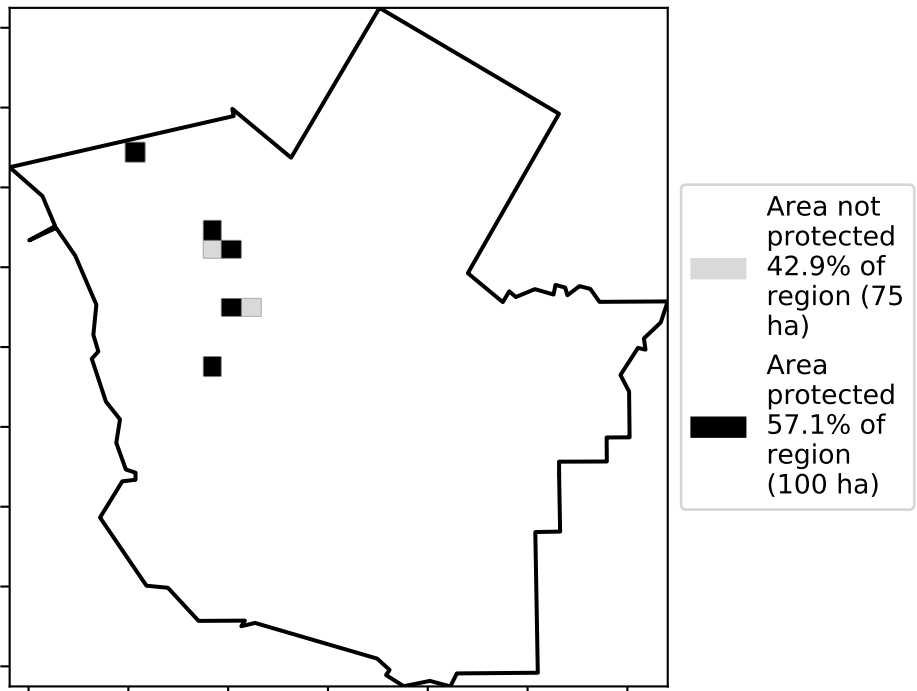 Area not
protected
42.9% of
region (75
ha)
Area
protected
57.1% of
region
(100 ha)